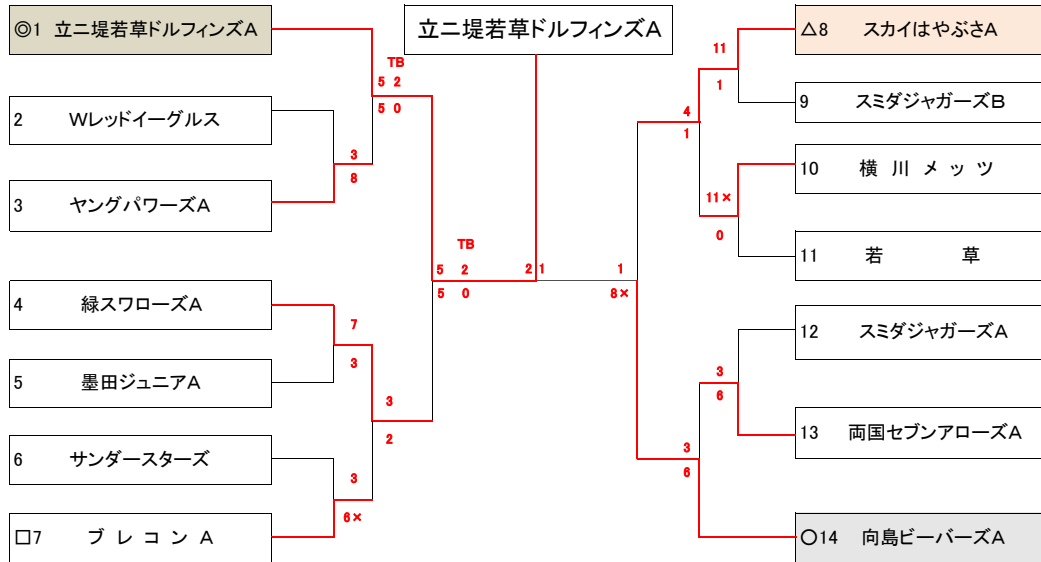 ◎1 立ニ堤若草ドルフィンズA
2 Wレッドイーグルス
3 ヤングパワーズA
4 緑スワローズA
5 墨田ジュニアA
6 サンダースターズ
□7 ブ レ コ ン A
TB
5 2
5 0
3
8
7
3
3
2
3
6×
TB
5 2
5 0
立ニ堤若草ドルフィンズA
2 1
1
8×
4
1
11
1
11×
0
3
6
3
6
△8 スカイはやぶさA
9 スミダジャガーズB
10 横 川 メ ッ ツ
11 若 草
12 スミダジャガーズA
13 両国セブンアローズA
○14 向島ビーバーズA